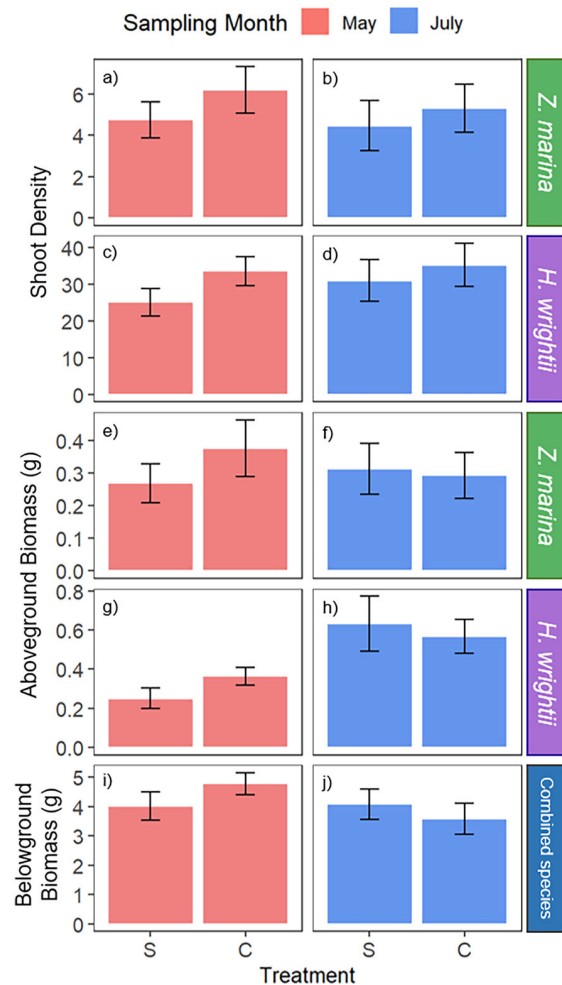 Sampling Month May July
a)
b)
6
4
2
0
Z. marina
Shoot Density
c)
d)
40
30
20
10
0
H. wrightii
e)
f)
0.4
0.3
0.2
0.1
0.0
Z. marina
Aboveground Biomass (g)
g)
h)
0.8
0.6
0.4
0.2
0.0
H. wrightii
i)
j)
5
4
3
2
1
0
Belowground
Biomass (g)
Combined species
S C S C
Treatment